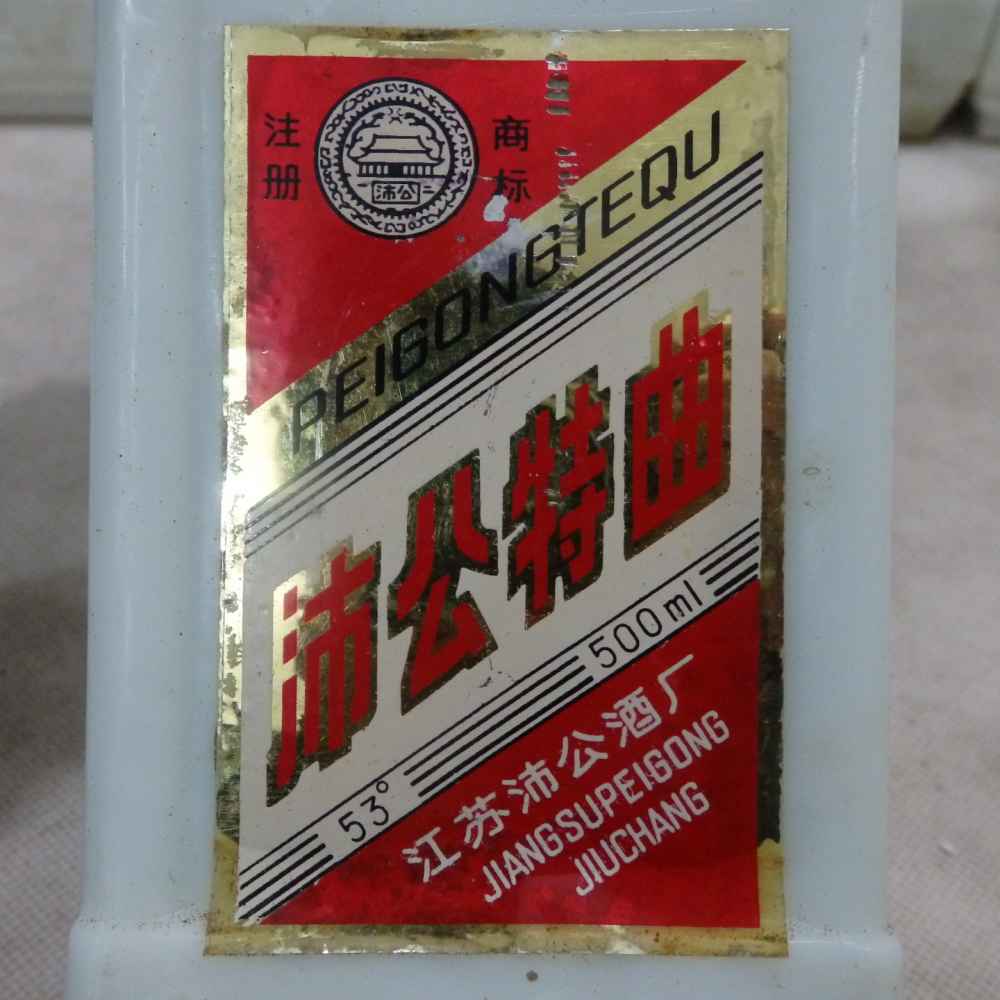 注册
商标
沛公
PEIGONGTEQU
沛公特曲
53° 500ml
江苏沛公酒厂
JIANGSUPEIGONG
JIUCHANG